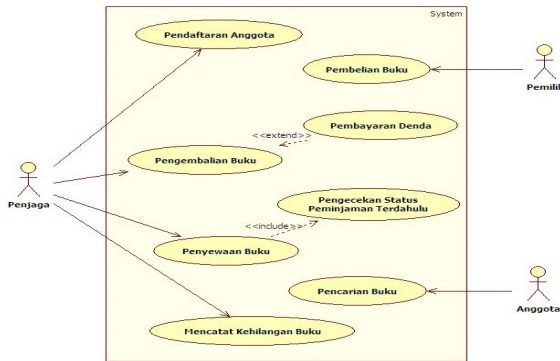 System
Pendaftaran Anggota
Pembelian Buku
Pemilik
<<extend>>
Pembayaran Denda
Pengembalian Buku
Penjaga
Pengecekan Status
Peminjaman Terdahulu
<<include>>
Penyewaan Buku
Pencarian Buku
Anggota
Mencatat Kehilangan Buku